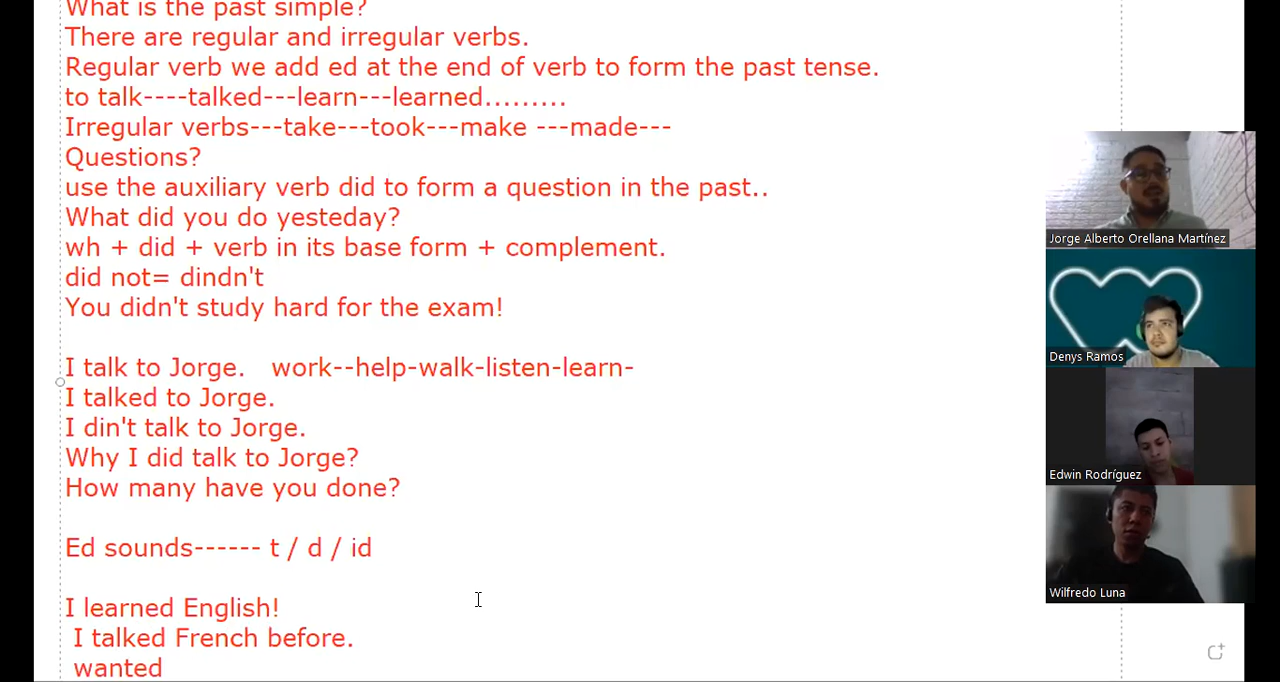 What is the past simple?
There are regular and irregular verbs.
Regular verb we add ed at the end of verb to form the past tense.
to talk----talked---learn---learned.........
Irregular verbs---take---took---make ---made---
Questions?
use the auxiliary verb did to form a question in the past..
What did you do yesteday?
wh + did + verb in its base form + complement.
did not= dindn't
You didn't study hard for the exam!
I talk to Jorge.   work--help-walk-listen-learn-
I talked to Jorge.
I din't talk to Jorge.
Why I did talk to Jorge?
How many have you done?
Ed sounds------ t / d / id
I learned English!
I talked French before.
wanted
Jorge Alberto Orellana Martínez
Denys Ramos
Edwin Rodríguez
Wilfredo Luna